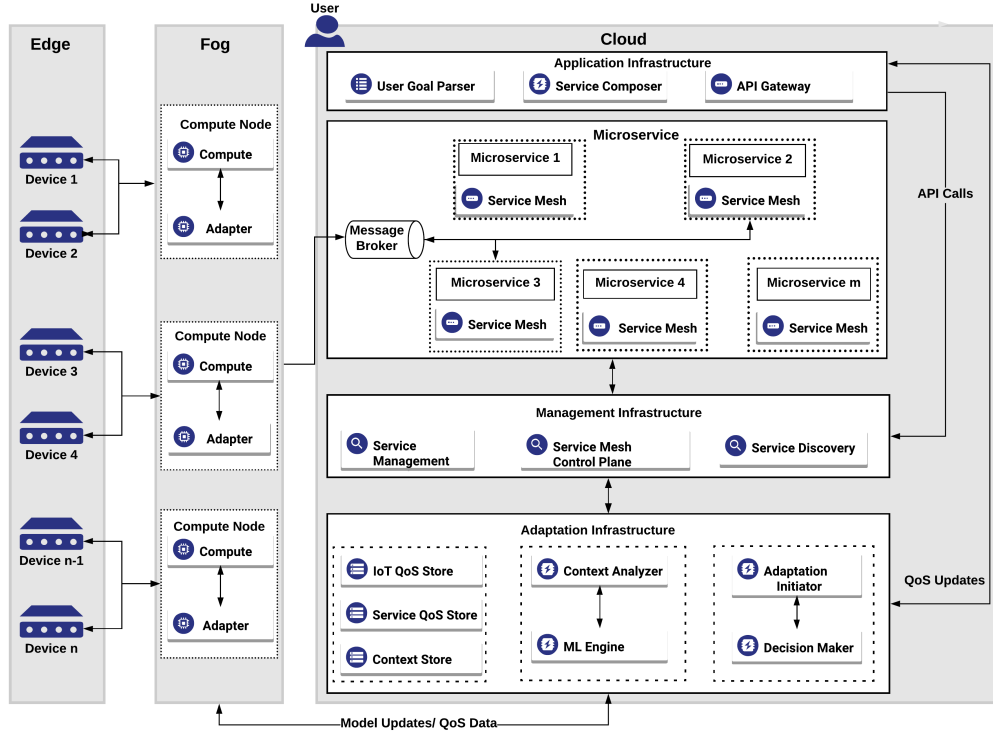 User
Edge
Fog
Cloud
Application Infrastructure
User Goal Parser
Service Composer
API Gateway
Device 1
Device 2
Device 3
Device 4
Device n-1
Device n
Compute Node
Compute
Adapter
Compute Node
Compute
Adapter
Compute Node
Compute
Adapter
Microservice
Microservice 1
Service Mesh
Microservice 2
Service Mesh
Message
Broker
Microservice 3
Service Mesh
Microservice 4
Service Mesh
Microservice m
Service Mesh
API Calls
Management Infrastructure
Service
Management
Service Mesh
Control Plane
Service Discovery
Adaptation Infrastructure
IoT QoS Store
Service QoS Store
Context Store
Context Analyzer
ML Engine
Adaptation
Initiator
Decision Maker
QoS Updates
Model Updates/ QoS Data